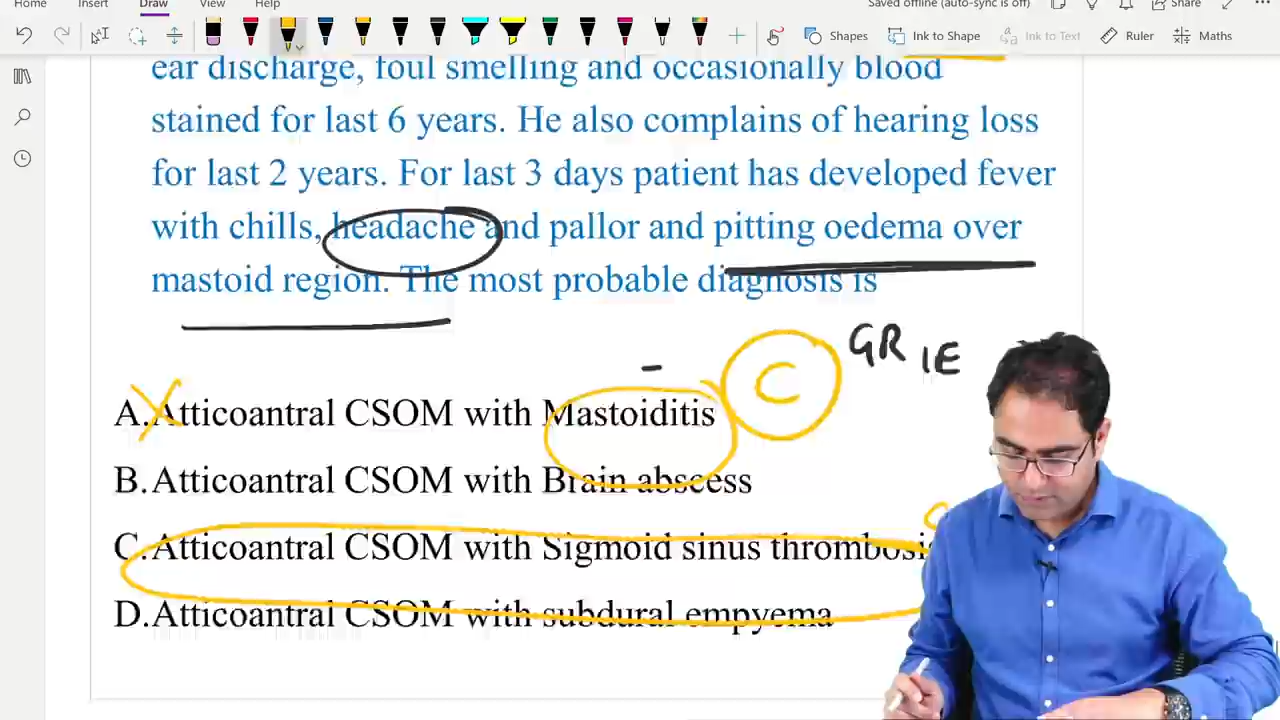 Home Insert Draw View Help Saved offline (auto-sync is off) Share
Shapes Ink to Shape Ink to Text Ruler Maths
ear discharge, foul smelling and occasionally blood
stained for last 6 years. He also complains of hearing loss
for last 2 years. For last 3 days patient has developed fever
with chills, headache and pallor and pitting oedema over
mastoid region. The most probable diagnosis is
C GR IE
A. Atticoantral CSOM with Mastoiditis
B. Atticoantral CSOM with Brain abscess
C. Atticoantral CSOM with Sigmoid sinus
D. Atticoantral CSOM with subdural empyema